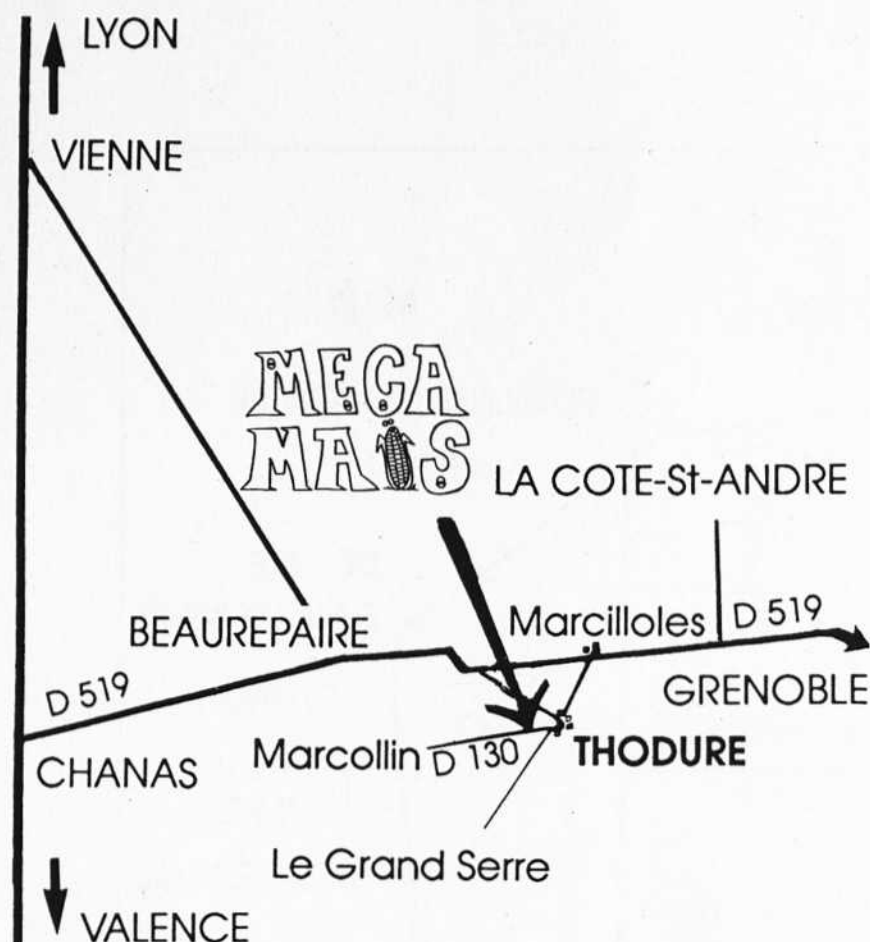 LYON
VIENNE
MEGA
MAIS
LA COTE-St-ANDRE
Marcilloles
D 519
BEAUREPAIRE
D 519
GRENOBLE
Marcollin
D 130
THODURE
CHANAS
Le Grand Serre
VALENCE